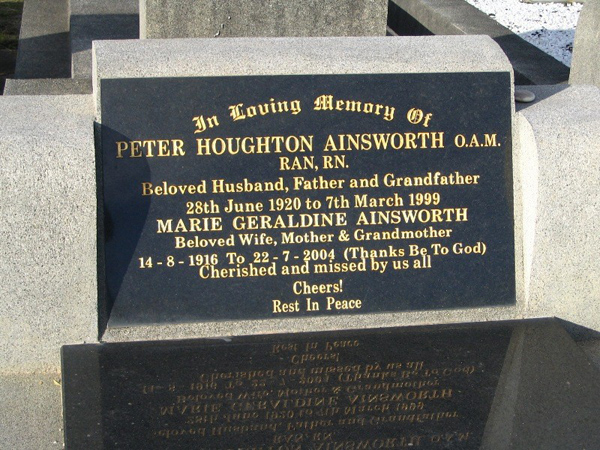 In Loving Memory Of
PETER HOUGHTON AINSWORTH O.A.M.
RAN, RN.
Beloved Husband, Father and Grandfather
28th June 1920 to 7th March 1999
MARIE GERALDINE AINSWORTH
Beloved Wife, Mother & Grandmother
14 - 8 - 1916 To 22 - 7 - 2004 (Thanks Be To God)
Cherished and missed by us all
Cheers!
Rest In Peace